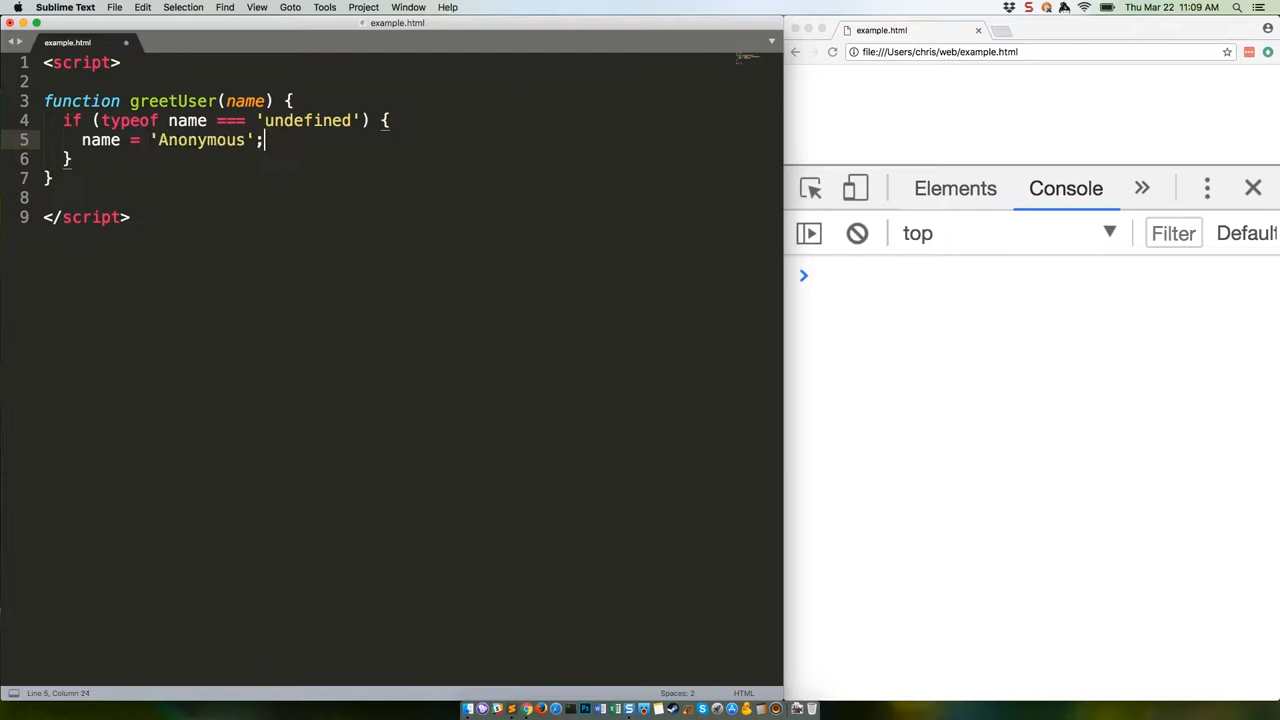 Sublime Text File Edit Selection Find View Goto Tools Project Window Help Thu Mar 22 11:09 AM
example.html
example.html
1 <script>
2
3 function greetUser(name) {
4 if (typeof name === 'undefined') {
5 name = 'Anonymous';
6 }
7 }
8
9 </script>
Line 5, Column 24 Spaces: 2 HTML
example.html
file:///Users/chris/web/example.html
Elements Console
top Filter Default